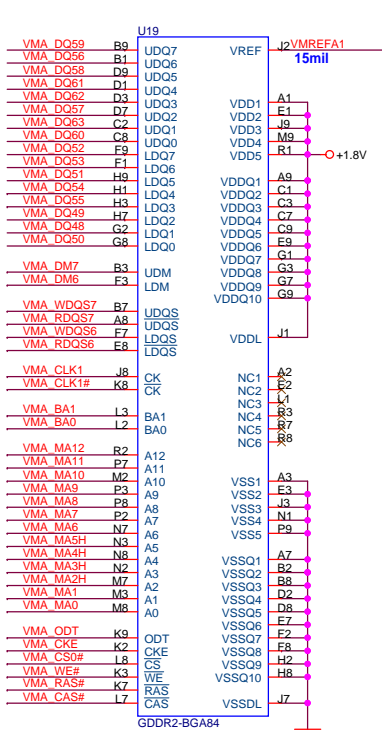 U19
VMA_DQ59 B9 UDQ7 VREF J2 VMREFA1
VMA_DQ56 B1 UDQ6 15mil
VMA_DQ58 D9 UDQ5
VMA_DQ61 D1 UDQ4
VMA_DQ62 D3 UDQ3 VDD1 A1
VMA_DQ57 D7 UDQ2 VDD2 E1
VMA_DQ63 C2 UDQ1 VDD3 J9
VMA_DQ60 C8 UDQ0 VDD4 M9
VMA_DQ52 F9 LDQ7 VDD5 R1 +1.8V
VMA_DQ53 F1 LDQ6
VMA_DQ51 H9 LDQ5 VDDQ1 A9
VMA_DQ54 H1 LDQ4 VDDQ2 C1
VMA_DQ55 H3 LDQ3 VDDQ3 C3
VMA_DQ49 H7 LDQ2 VDDQ4 C7
VMA_DQ48 G2 LDQ1 VDDQ5 C9
VMA_DQ50 G8 LDQ0 VDDQ6 E9
VDDQ7 G1
VMA_DM7 B3 UDM VDDQ8 G3
VMA_DM6 F3 LDM VDDQ9 G7
VDDQ10 G9
VMA_WDQS7 B7 UDQS
VMA_RDQS7 A8 UDQS
VMA_WDQS6 F7 LDQS VDDL J1
VMA_RDQS6 E8 LDQS
VMA_CLK1 J8 CK NC1 A2
VMA_CLK1# K8 CK NC2 E2
NC3 L1
VMA_BA1 L3 BA1 NC4 R3
VMA_BA0 L2 BA0 NC5 R7
NC6 R8
VMA_MA12 R2 A12
VMA_MA11 P7 A11
VMA_MA10 M2 A10 VSS1 A3
VMA_MA9 P3 A9 VSS2 E3
VMA_MA8 P8 A8 VSS3 J3
VMA_MA7 P2 A7 VSS4 N1
VMA_MA6 N7 A6 VSS5 P9
VMA_MA5H N3 A5
VMA_MA4H N8 A4 VSSQ1 A7
VMA_MA3H N2 A3 VSSQ2 B2
VMA_MA2H M7 A2 VSSQ3 B8
VMA_MA1 M3 A1 VSSQ4 D2
VMA_MA0 M8 A0 VSSQ5 D8
VSSQ6 E7
VMA_ODT K9 ODT VSSQ7 F2
VMA_CKE K2 CKE VSSQ8 F8
VMA_CS0# L8 CS VSSQ9 H2
VMA_WE# K3 WE VSSQ10 H8
VMA_RAS# K7 RAS
VMA_CAS# L7 CAS VSSDL J7
GDDR2-BGA84